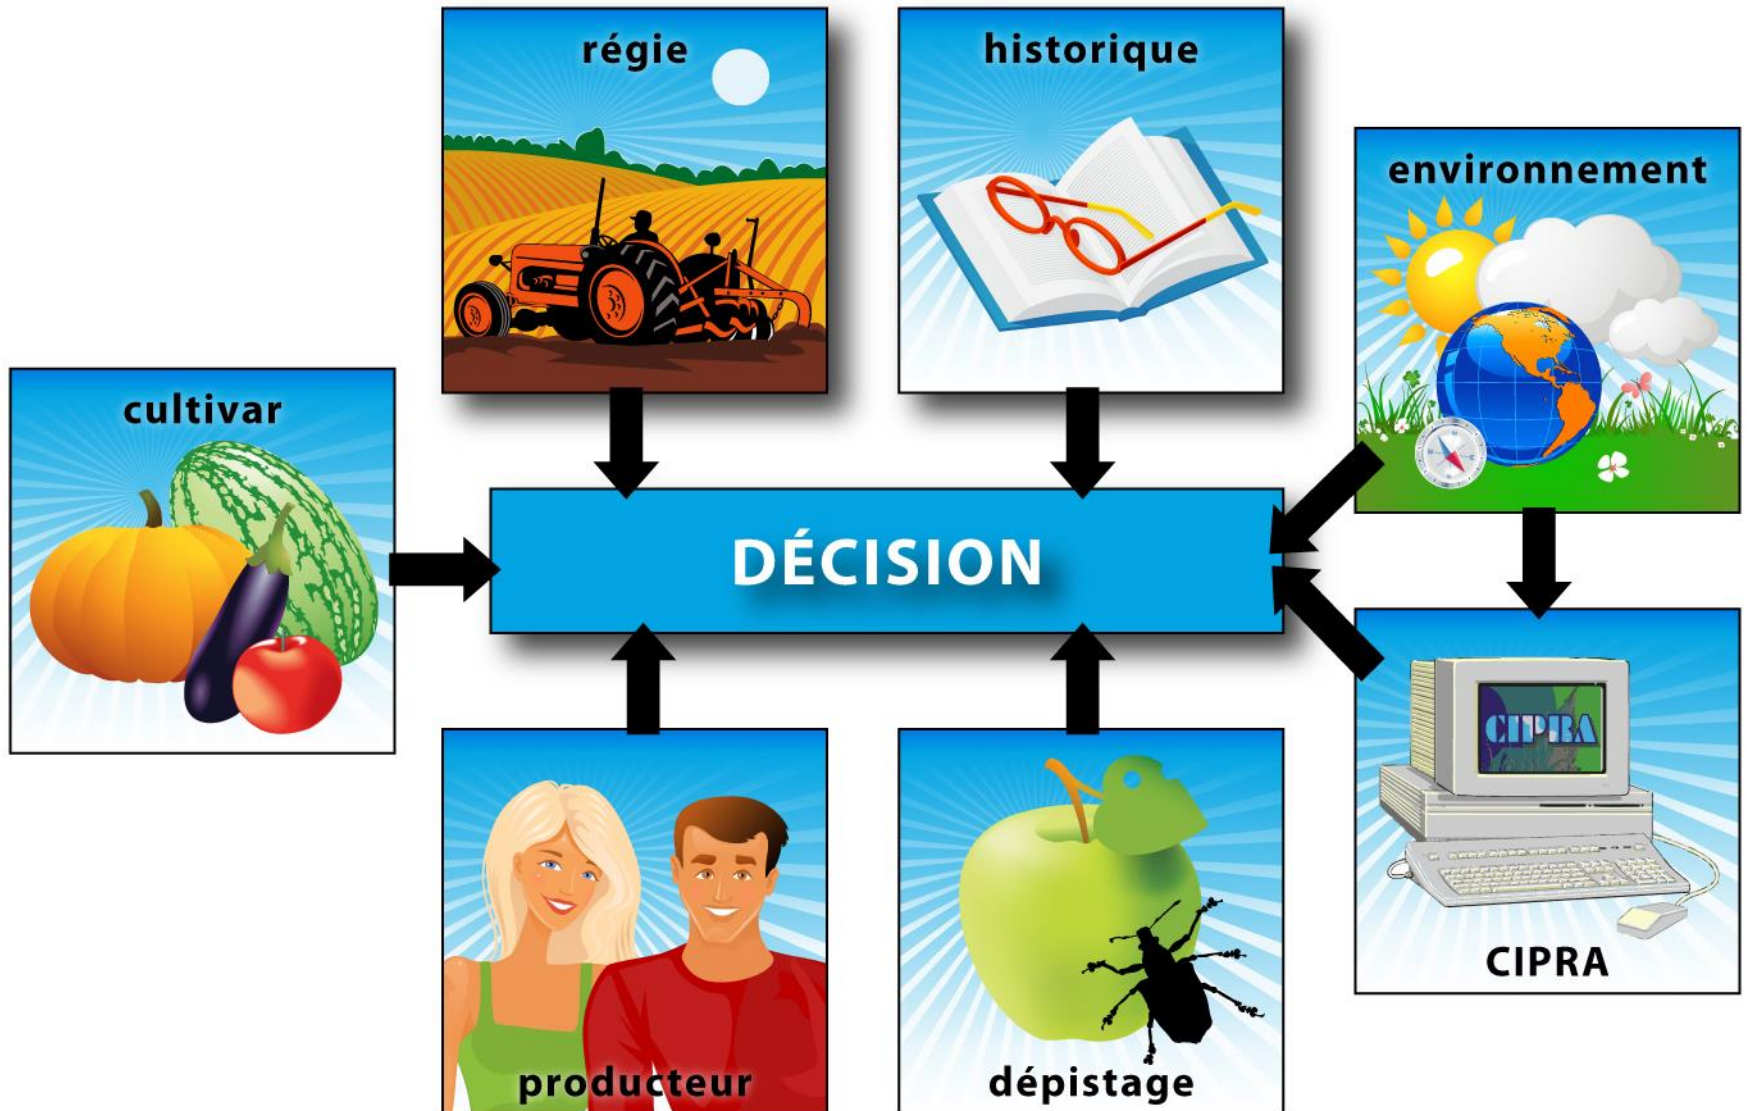 régie
historique
environnement
cultivar
DÉCISION
CIPRA
CIPRA
producteur
dépistage